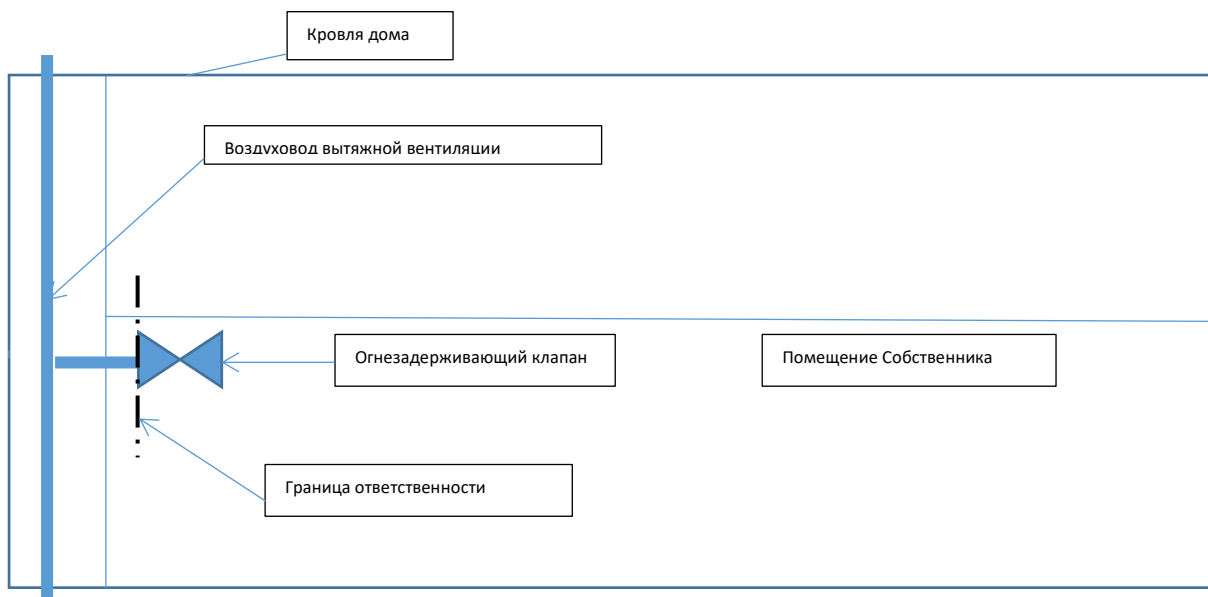 Кровля дома
Воздуховод вытяжной вентиляции
Огнезадерживающий клапан
Помещение Собственника
Граница ответственности